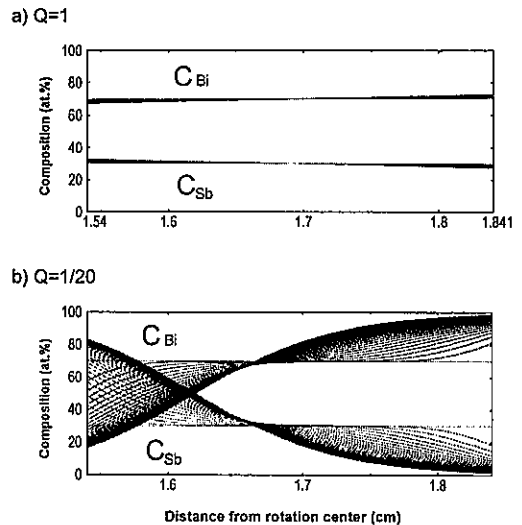 a) Q=1
Composition (at.%)
100
80
60
40
20
0
C Bi
C Sb
1.54 1.6 1.7 1.8 1.841
b) Q=1/20
Composition (at.%)
100
80
60
40
20
0
C Bi
C Sb
1.6 1.7 1.8
Distance from rotation center (cm)